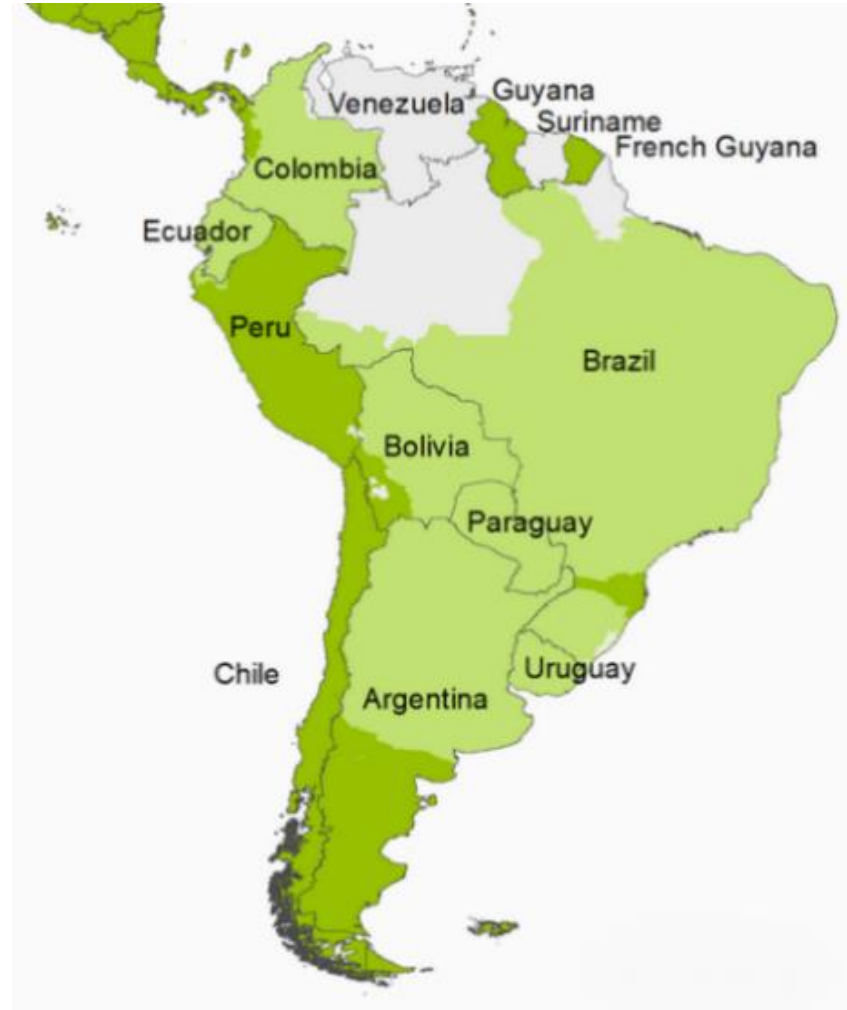 Venezuela
Guyana
Suriname
French Guyana
Colombia
Ecuador
Peru
Brazil
Bolivia
Paraguay
Chile
Uruguay
Argentina